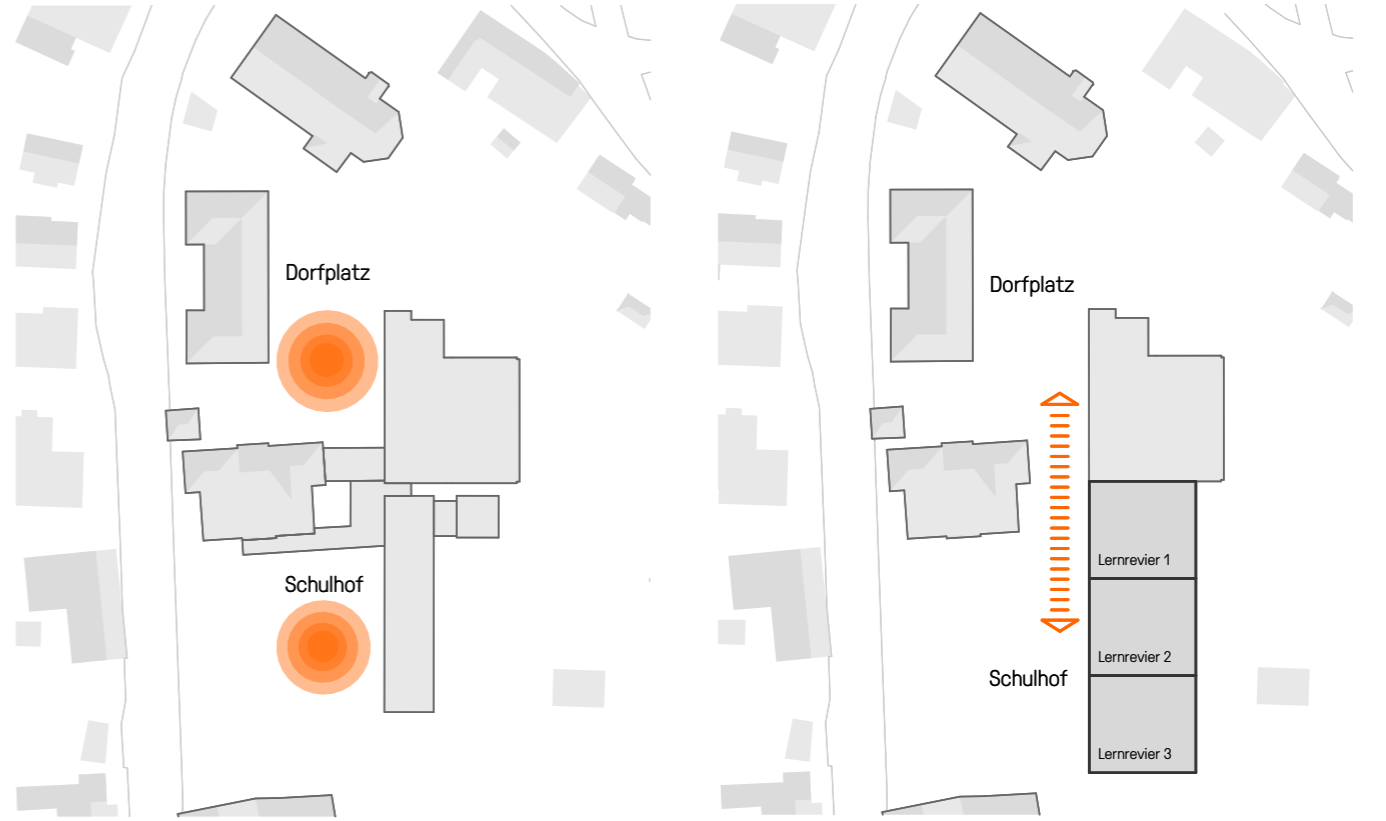 Dorfplatz
Schulhof
Dorfplatz
Lernrevier 1
Lernrevier 2
Schulhof
Lernrevier 3